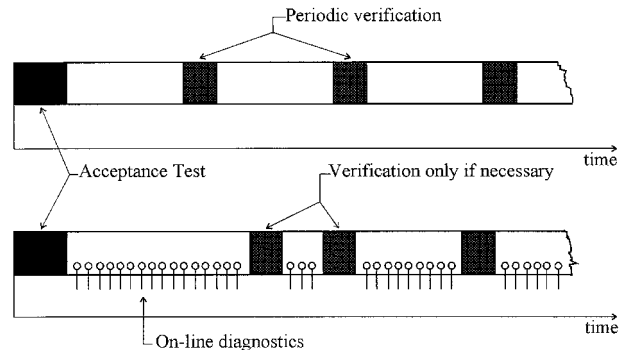 Periodic verification
time
Acceptance Test
Verification only if necessary
time
On-line diagnostics